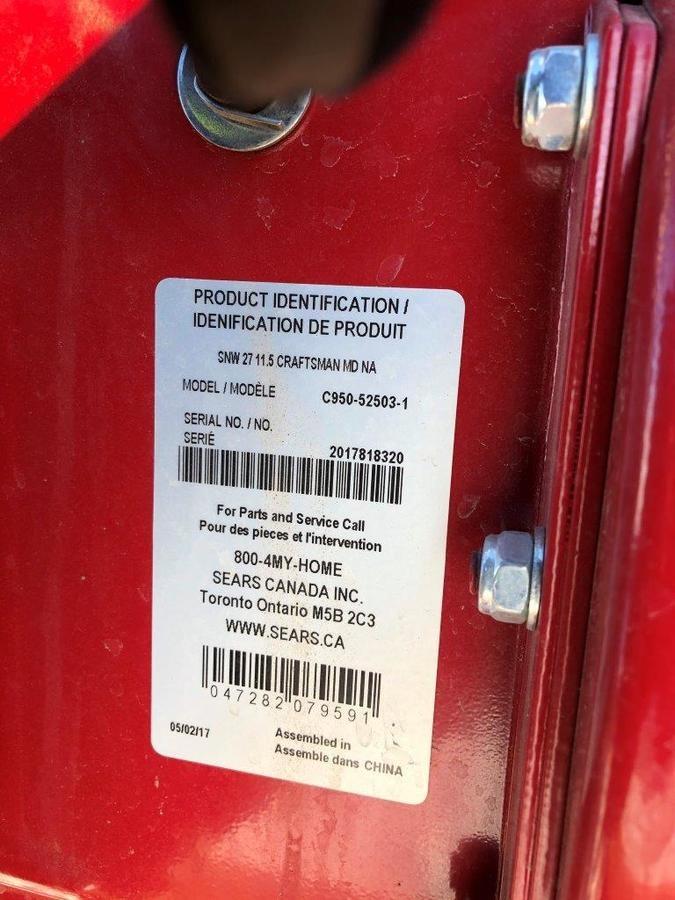 PRODUCT IDENTIFICATION /
IDENIFICATION DE PRODUIT
SNW 27 11.5 CRAFTSMAN MD NA
MODEL / MODÈLE C950-52503-1
SERIAL NO. / NO.
SERIÉ 2017818320
For Parts and Service Call
Pour des pieces et l'intervention
800-4MY-HOME
SEARS CANADA INC.
Toronto Ontario M5B 2C3
WWW.SEARS.CA
047282 079591
05/02/17 Assembled in
Assemble dans CHINA